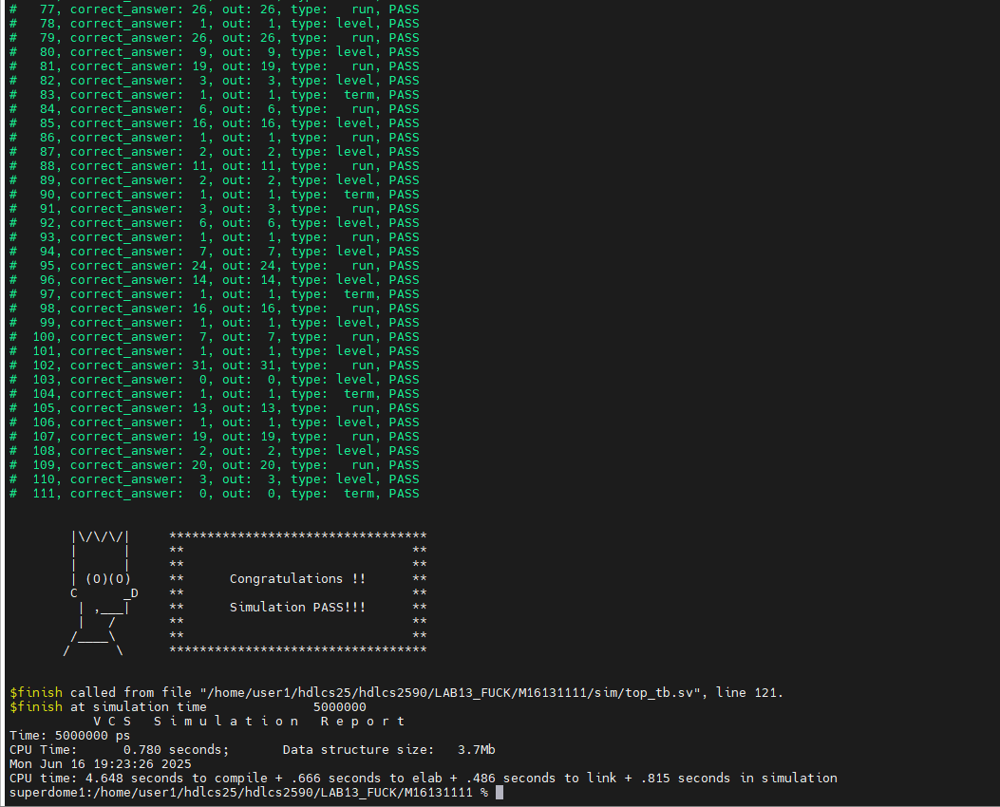 #   77, correct_answer: 26, out: 26, type:   run, PASS
#   78, correct_answer:  1, out:  1, type: level, PASS
#   79, correct_answer: 26, out: 26, type:   run, PASS
#   80, correct_answer:  9, out:  9, type: level, PASS
#   81, correct_answer: 19, out: 19, type:   run, PASS
#   82, correct_answer:  3, out:  3, type: level, PASS
#   83, correct_answer:  1, out:  1, type:  term, PASS
#   84, correct_answer:  6, out:  6, type:   run, PASS
#   85, correct_answer: 16, out: 16, type: level, PASS
#   86, correct_answer:  1, out:  1, type:   run, PASS
#   87, correct_answer:  2, out:  2, type: level, PASS
#   88, correct_answer: 11, out: 11, type:   run, PASS
#   89, correct_answer:  2, out:  2, type: level, PASS
#   90, correct_answer:  1, out:  1, type:  term, PASS
#   91, correct_answer:  3, out:  3, type:   run, PASS
#   92, correct_answer:  6, out:  6, type: level, PASS
#   93, correct_answer:  1, out:  1, type:   run, PASS
#   94, correct_answer:  7, out:  7, type: level, PASS
#   95, correct_answer: 24, out: 24, type:   run, PASS
#   96, correct_answer: 14, out: 14, type: level, PASS
#   97, correct_answer:  1, out:  1, type:  term, PASS
#   98, correct_answer: 16, out: 16, type:   run, PASS
#   99, correct_answer:  1, out:  1, type: level, PASS
#  100, correct_answer:  7, out:  7, type:   run, PASS
#  101, correct_answer:  1, out:  1, type: level, PASS
#  102, correct_answer: 31, out: 31, type:   run, PASS
#  103, correct_answer:  0, out:  0, type: level, PASS
#  104, correct_answer:  1, out:  1, type:  term, PASS
#  105, correct_answer: 13, out: 13, type:   run, PASS
#  106, correct_answer:  1, out:  1, type: level, PASS
#  107, correct_answer: 19, out: 19, type:   run, PASS
#  108, correct_answer:  2, out:  2, type: level, PASS
#  109, correct_answer: 20, out: 20, type:   run, PASS
#  110, correct_answer:  3, out:  3, type: level, PASS
#  111, correct_answer:  0, out:  0, type:  term, PASS
        |\/\/\/|     **********************************
        |      |     **                              **
        |      |     **                              **
        | (O)(O)     **      Congratulations !!      **
        C      _D    **                              **
         | ,___|     **      Simulation PASS!!!      **
         |   /       **                              **
        /____\       **                              **
       /      \      **********************************
$finish called from file "/home/user1/hdlcs25/hdlcs2590/LAB13_FUCK/M16131111/sim/top_tb.sv", line 121.
$finish at simulation time              5000000
           V C S   S i m u l a t i o n   R e p o r t
Time: 5000000 ps
CPU Time:      0.780 seconds;       Data structure size:   3.7Mb
Mon Jun 16 19:23:26 2025
CPU time: 4.648 seconds to compile + .666 seconds to elab + .486 seconds to link + .815 seconds in simulation
superdome1:/home/user1/hdlcs25/hdlcs2590/LAB13_FUCK/M16131111 %